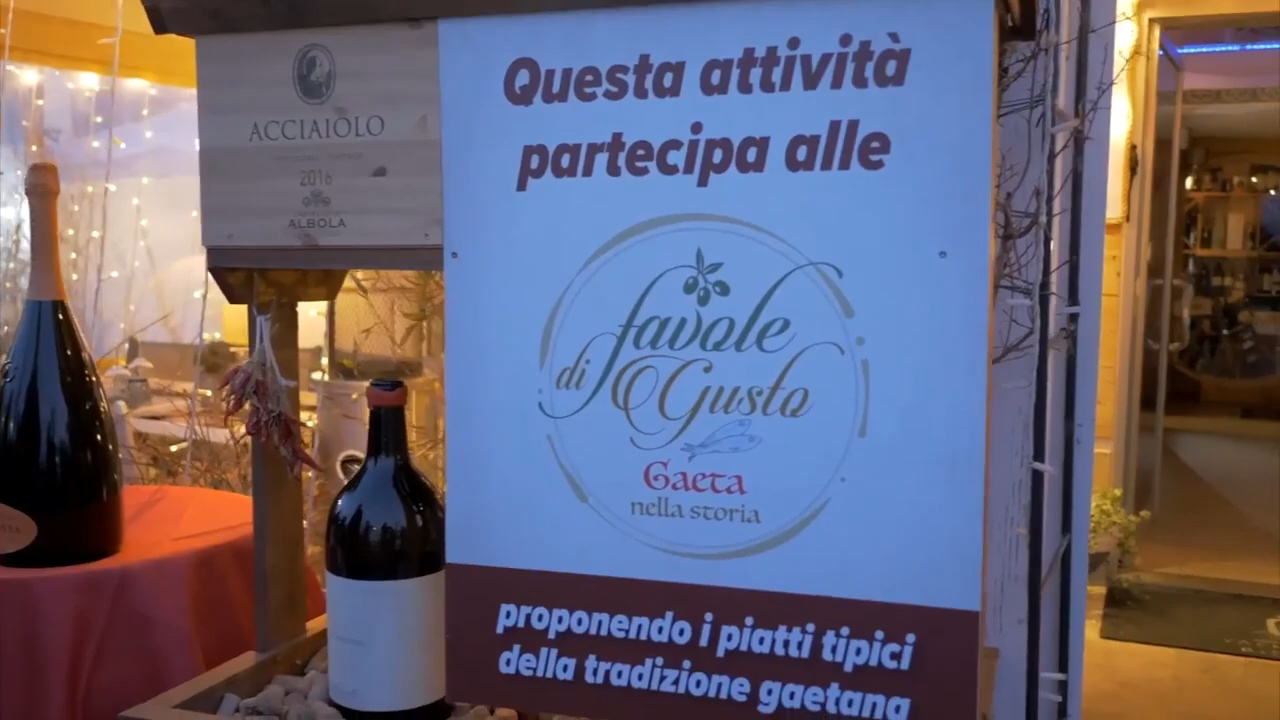 ACCIAIOLO
2016
ALBOLA
Questa attività
partecipa alle
favole
di Gusto
Gaeta
nella storia
proponendo i piatti tipici
della tradizione gaetana